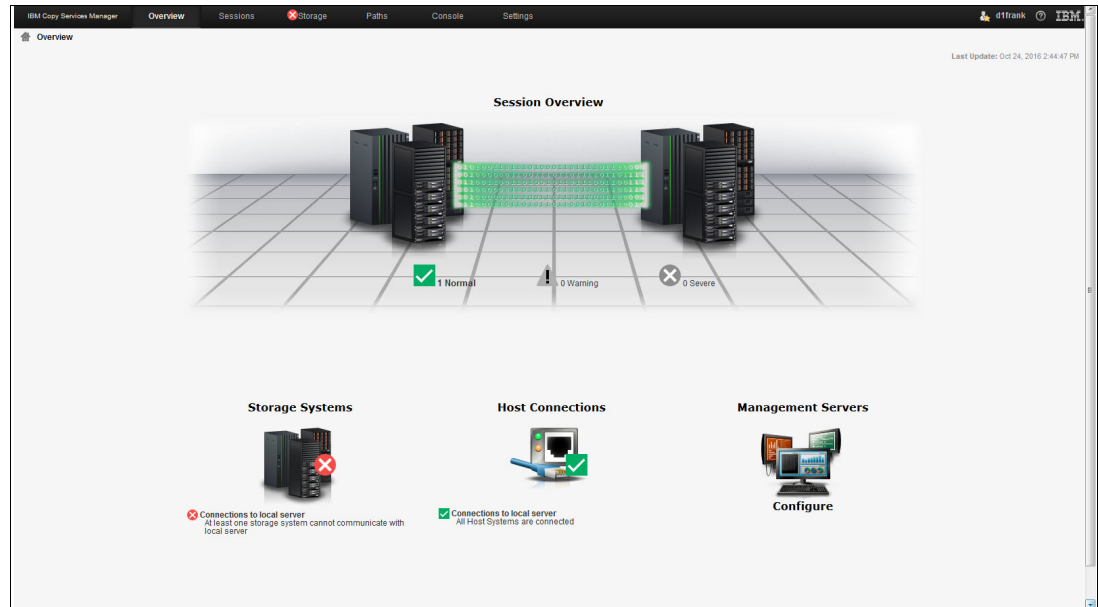 IBM Copy Services Manager Overview Sessions Storage Paths Console Settings d1frank ? IBM.
Overview
Last Update: Oct 24, 2016 2:44:47 PM
Session Overview
1 Normal 0 Warning 0 Severe
Storage Systems Host Connections Management Servers
Configure
Connections to local server
At least one storage system cannot communicate with
local server
Connections to local server
All Host Systems are connected